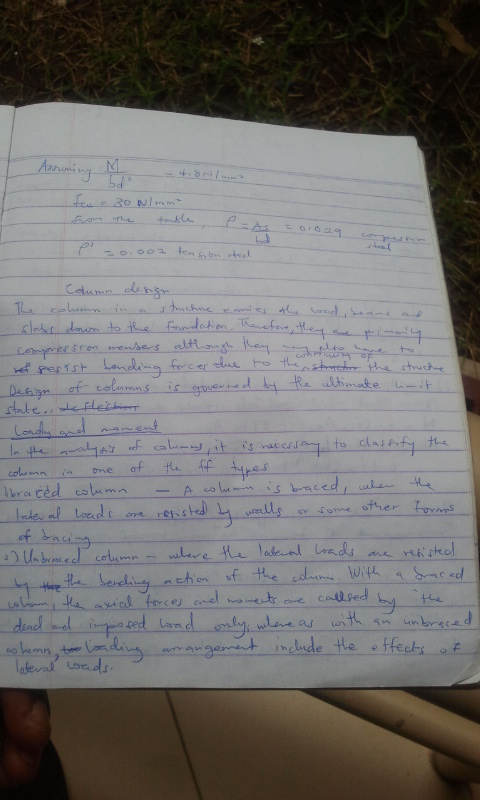 Assuming M/bd² = 4.8 N/mm²
Fcu = 30 N/mm²
From the table, ρ = As/bd = 0.029 compression steel
ρ' = 0.002 tension steel
Column design
The column in a structure carries the load, beams and
slabs down to the foundation. Therefore, they are primarily
compression members although they may also have to
resist bending forces due to the continuity of the structure
Design of columns is governed by the ultimate limit
state.. deflection
Loads and moment
In the analysis of columns, it is necessary to classify the
column in one of the ff types
1) braced column — A column is braced, when the
lateral loads are resisted by walls or some other forms
of bracing
2) Unbraced column — where the lateral loads are resisted
by the bending action of the column. With a braced
column, the axial forces and moments are caused by the
dead and imposed load only, whereas with an unbraced
column, loading arrangement include the effects of
lateral loads.